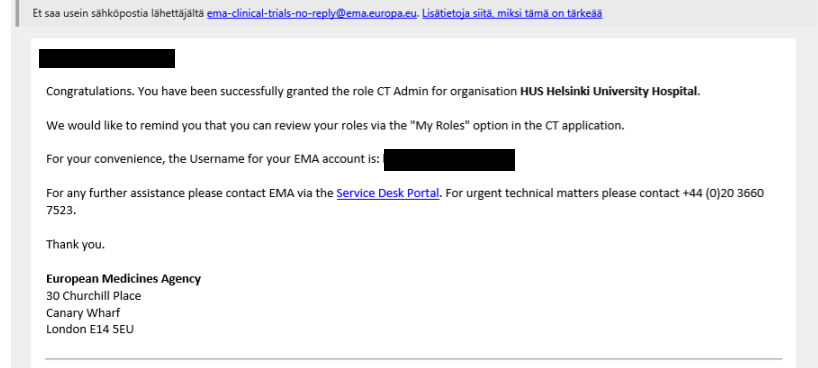 Et saa usein sähköpostia lähettäjältä ema-clinical-trials-no-reply@ema.europa.eu. Lisätietoja siitä, miksi tämä on tärkeää
Congratulations. You have been successfully granted the role CT Admin for organisation HUS Helsinki University Hospital.
We would like to remind you that you can review your roles via the "My Roles" option in the CT application.
For your convenience, the Username for your EMA account is:
For any further assistance please contact EMA via the Service Desk Portal. For urgent technical matters please contact +44 (0)20 3660
7523.
Thank you.
European Medicines Agency
30 Churchill Place
Canary Wharf
London E14 5EU